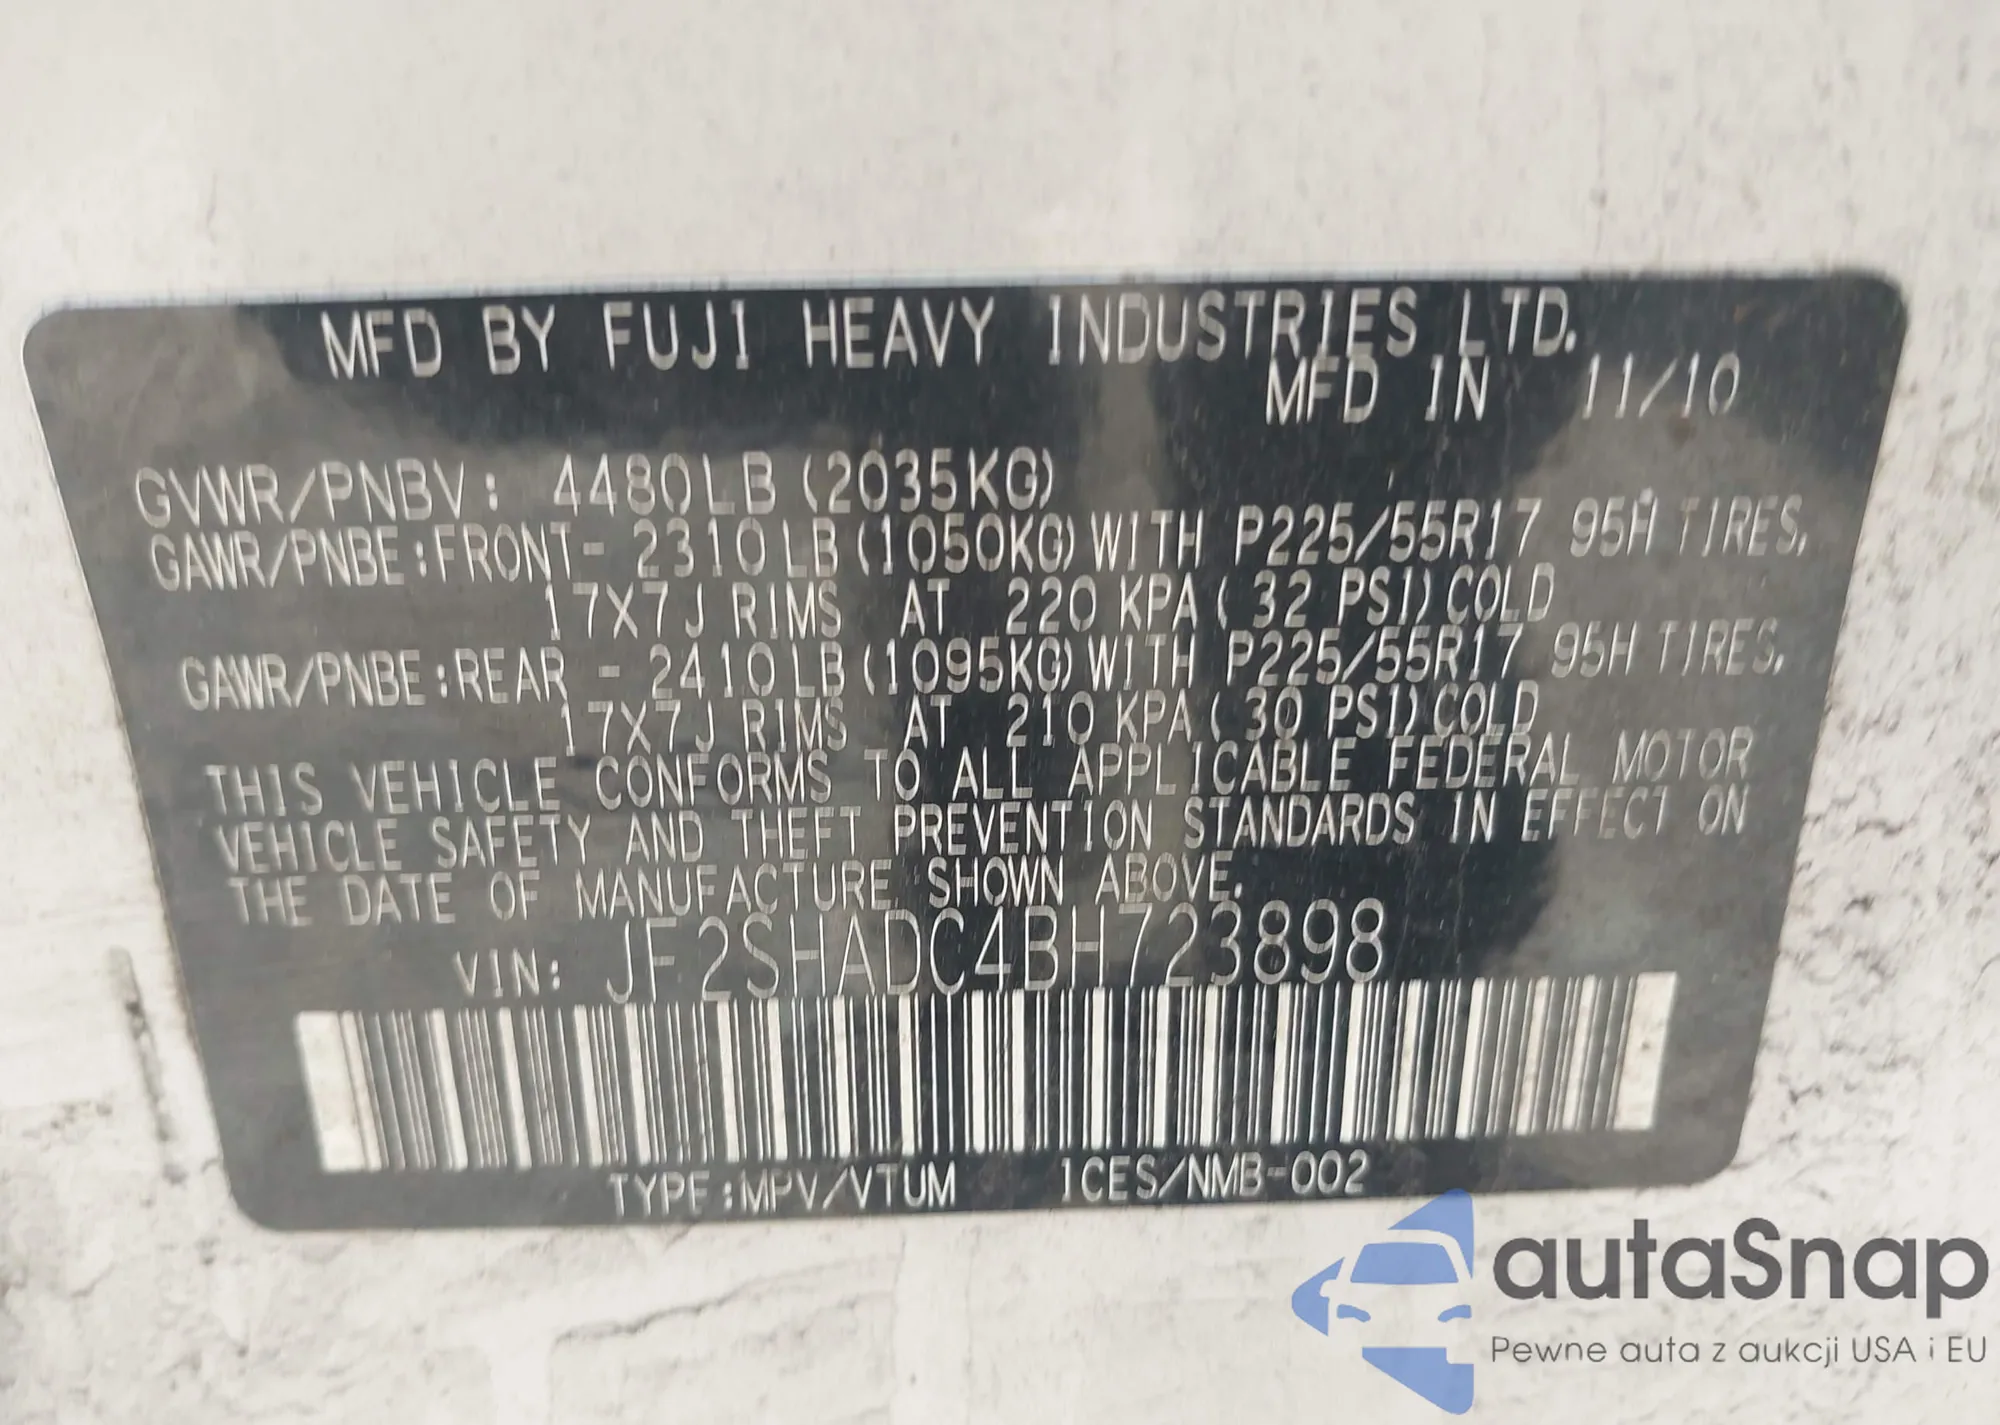 MFD BY FUJI HEAVY INDUSTRIES LTD.
MFD IN 11/10
GVWR/PNBV: 4480LB (2035KG)
GAWR/PNBE:FRONT- 2310LB(1050KG)WITH P225/55R17 95H TIRES,
17X7J RIMS AT 220 KPA( 32 PSI)COLD
GAWR/PNBE:REAR - 2410LB(1095KG)WITH P225/55R17 95H TIRES,
17X7J RIMS AT 210 KPA( 30 PSI)COLD
THIS VEHICLE CONFORMS TO ALL APPLICABLE FEDERAL MOTOR
VEHICLE SAFETY AND THEFT PREVENTION STANDARDS IN EFFECT ON
THE DATE OF MANUFACTURE SHOWN ABOVE.
VIN: JF2SHADC4BH723898
TYPE:MPV/VTUM 1CES/NMB-002
autaSnap
Pewne auta z aukcji USA i EU